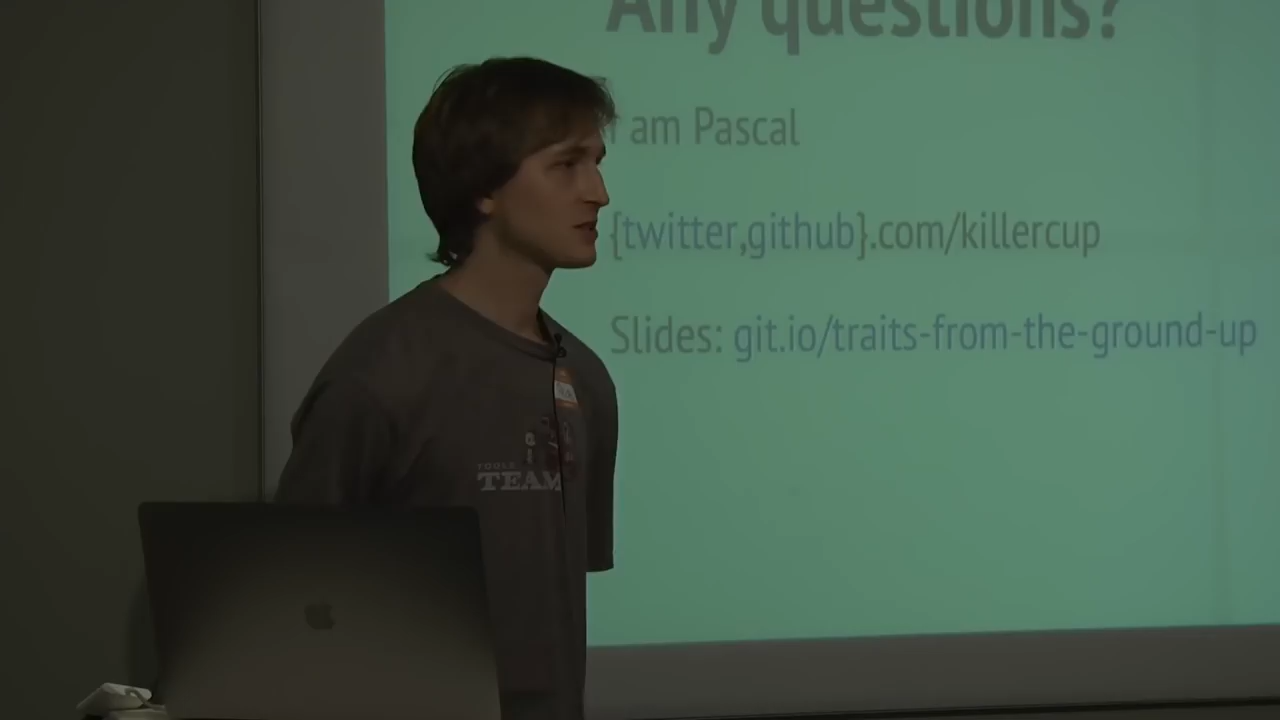 Any questions?
I am Pascal
{twitter,github}.com/killercup
Slides: git.io/traits-from-the-ground-up
TEAM